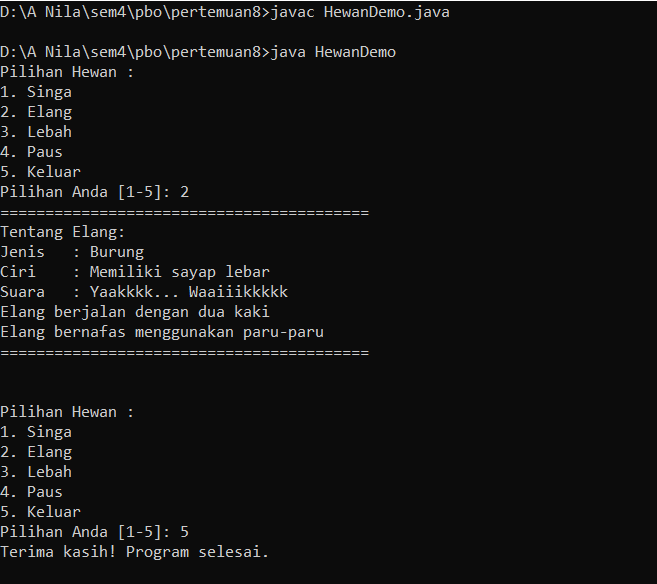 D:\A Nila\sem4\pbo\pertemuan8>javac HewanDemo.java
D:\A Nila\sem4\pbo\pertemuan8>java HewanDemo
Pilihan Hewan :
1. Singa
2. Elang
3. Lebah
4. Paus
5. Keluar
Pilihan Anda [1-5]: 2
=========================================
Tentang Elang:
Jenis   : Burung
Ciri    : Memiliki sayap lebar
Suara   : Yaakkkk... Waaiiikkkkk
Elang berjalan dengan dua kaki
Elang bernafas menggunakan paru-paru
=========================================
Pilihan Hewan :
1. Singa
2. Elang
3. Lebah
4. Paus
5. Keluar
Pilihan Anda [1-5]: 5
Terima kasih! Program selesai.